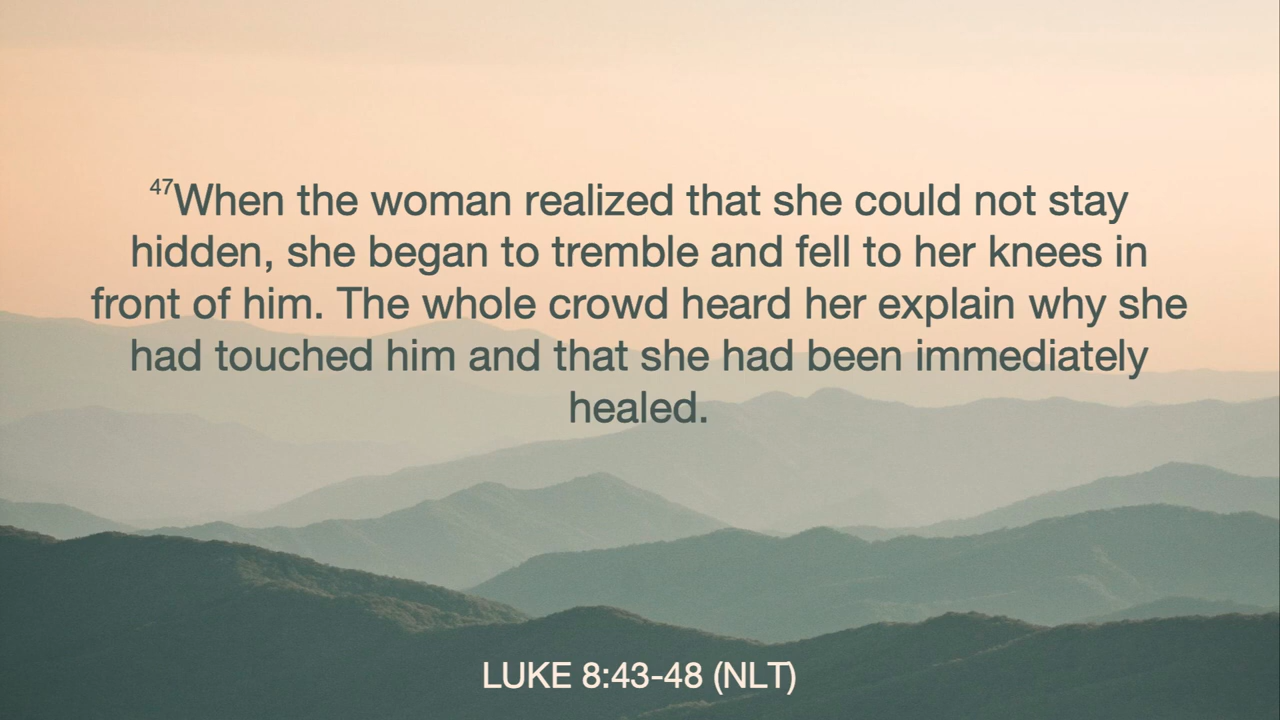 47When the woman realized that she could not stay
hidden, she began to tremble and fell to her knees in
front of him. The whole crowd heard her explain why she
had touched him and that she had been immediately
healed.
LUKE 8:43-48 (NLT)